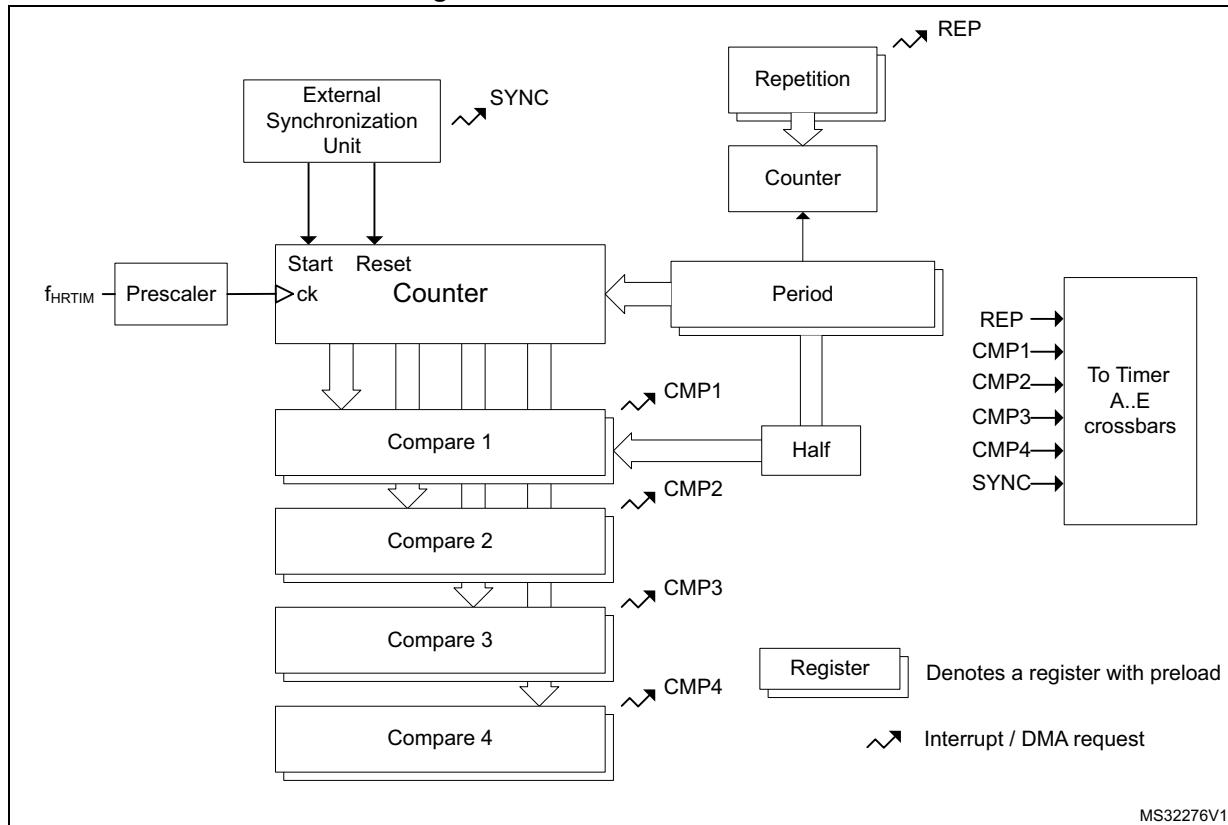 REP
Repetition
External
Synchronization
Unit
SYNC
Counter
Start Reset
fHRTIM
Prescaler
ck
Counter
Period
REP
CMP1
CMP2
CMP3
CMP4
SYNC
To Timer
A..E
crossbars
CMP1
Compare 1
Half
CMP2
Compare 2
CMP3
Compare 3
Register
Denotes a register with preload
CMP4
Compare 4
Interrupt / DMA request
MS32276V1